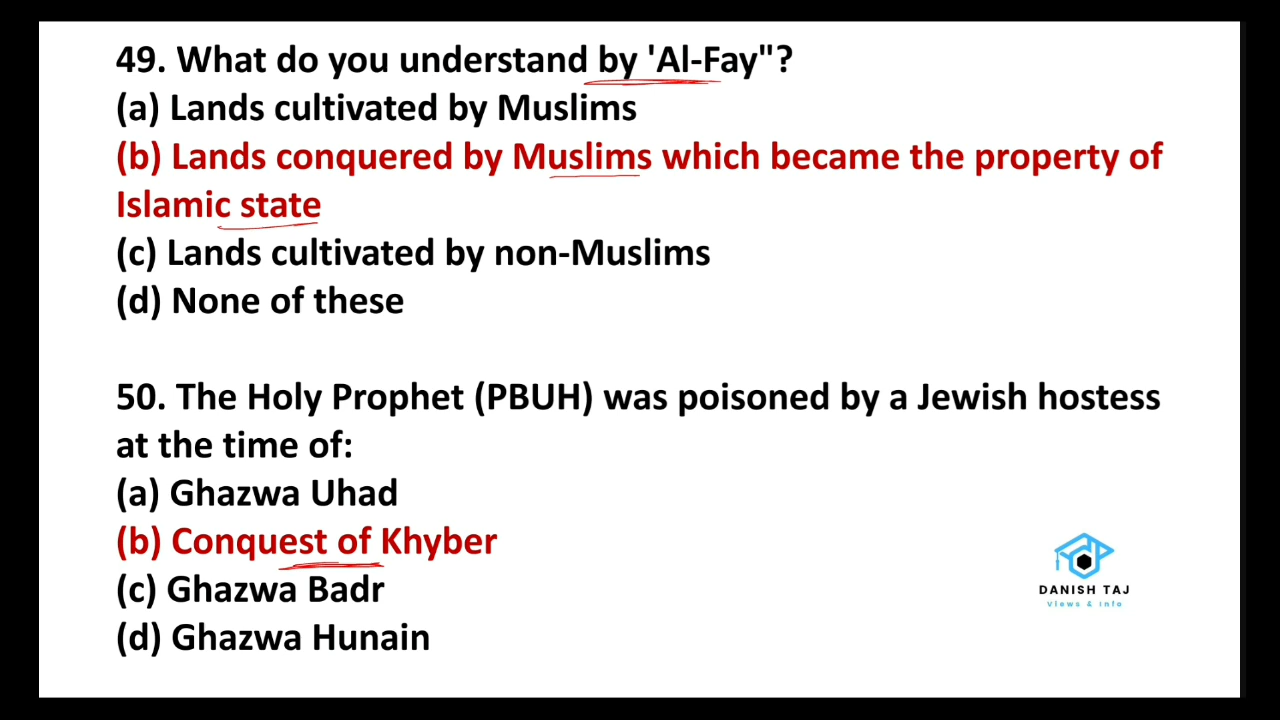 49. What do you understand by 'Al-Fay"?
(a) Lands cultivated by Muslims
(b) Lands conquered by Muslims which became the property of
Islamic state
(c) Lands cultivated by non-Muslims
(d) None of these
50. The Holy Prophet (PBUH) was poisoned by a Jewish hostess
at the time of:
(a) Ghazwa Uhad
(b) Conquest of Khyber
(c) Ghazwa Badr
(d) Ghazwa Hunain
DANISH TAJ
Views & Info